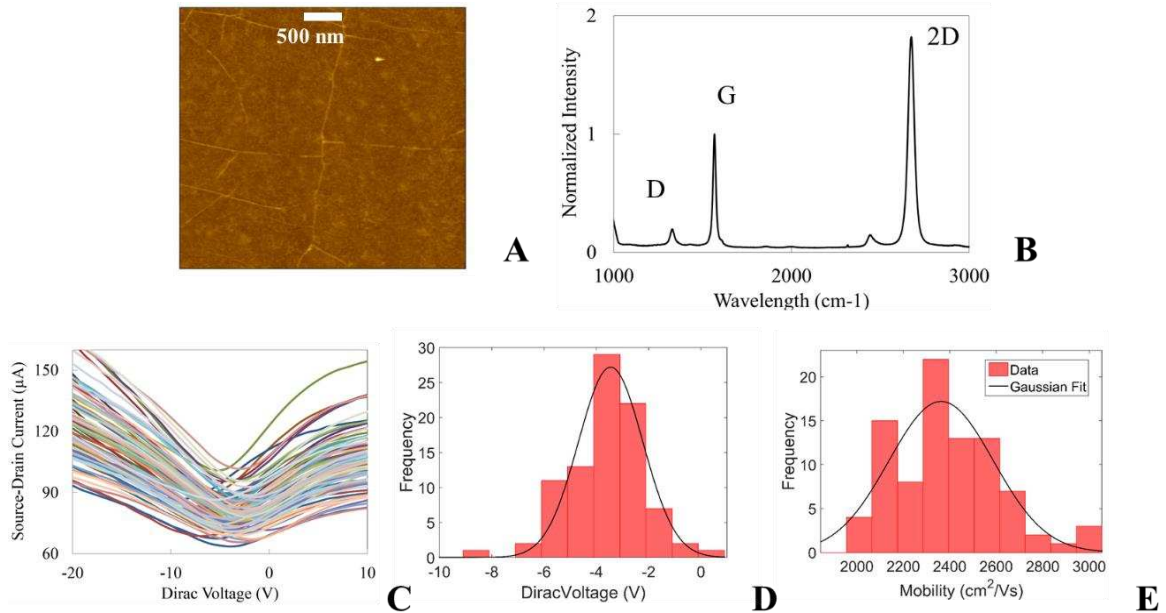 500 nm
A
Normalized Intensity
2
1
0
D
G
2D
1000
2000
3000
Wavelength (cm-1)
B
Source-Drain Current (µA)
150
120
90
60
-20
-10
0
10
Dirac Voltage (V)
C
Frequency
30
25
20
15
10
5
0
-10
-8
-6
-4
-2
0
DiracVoltage (V)
D
Frequency
20
15
10
5
0
Data
Gaussian Fit
2000
2200
2400
2600
2800
3000
Mobility (cm²/Vs)
E